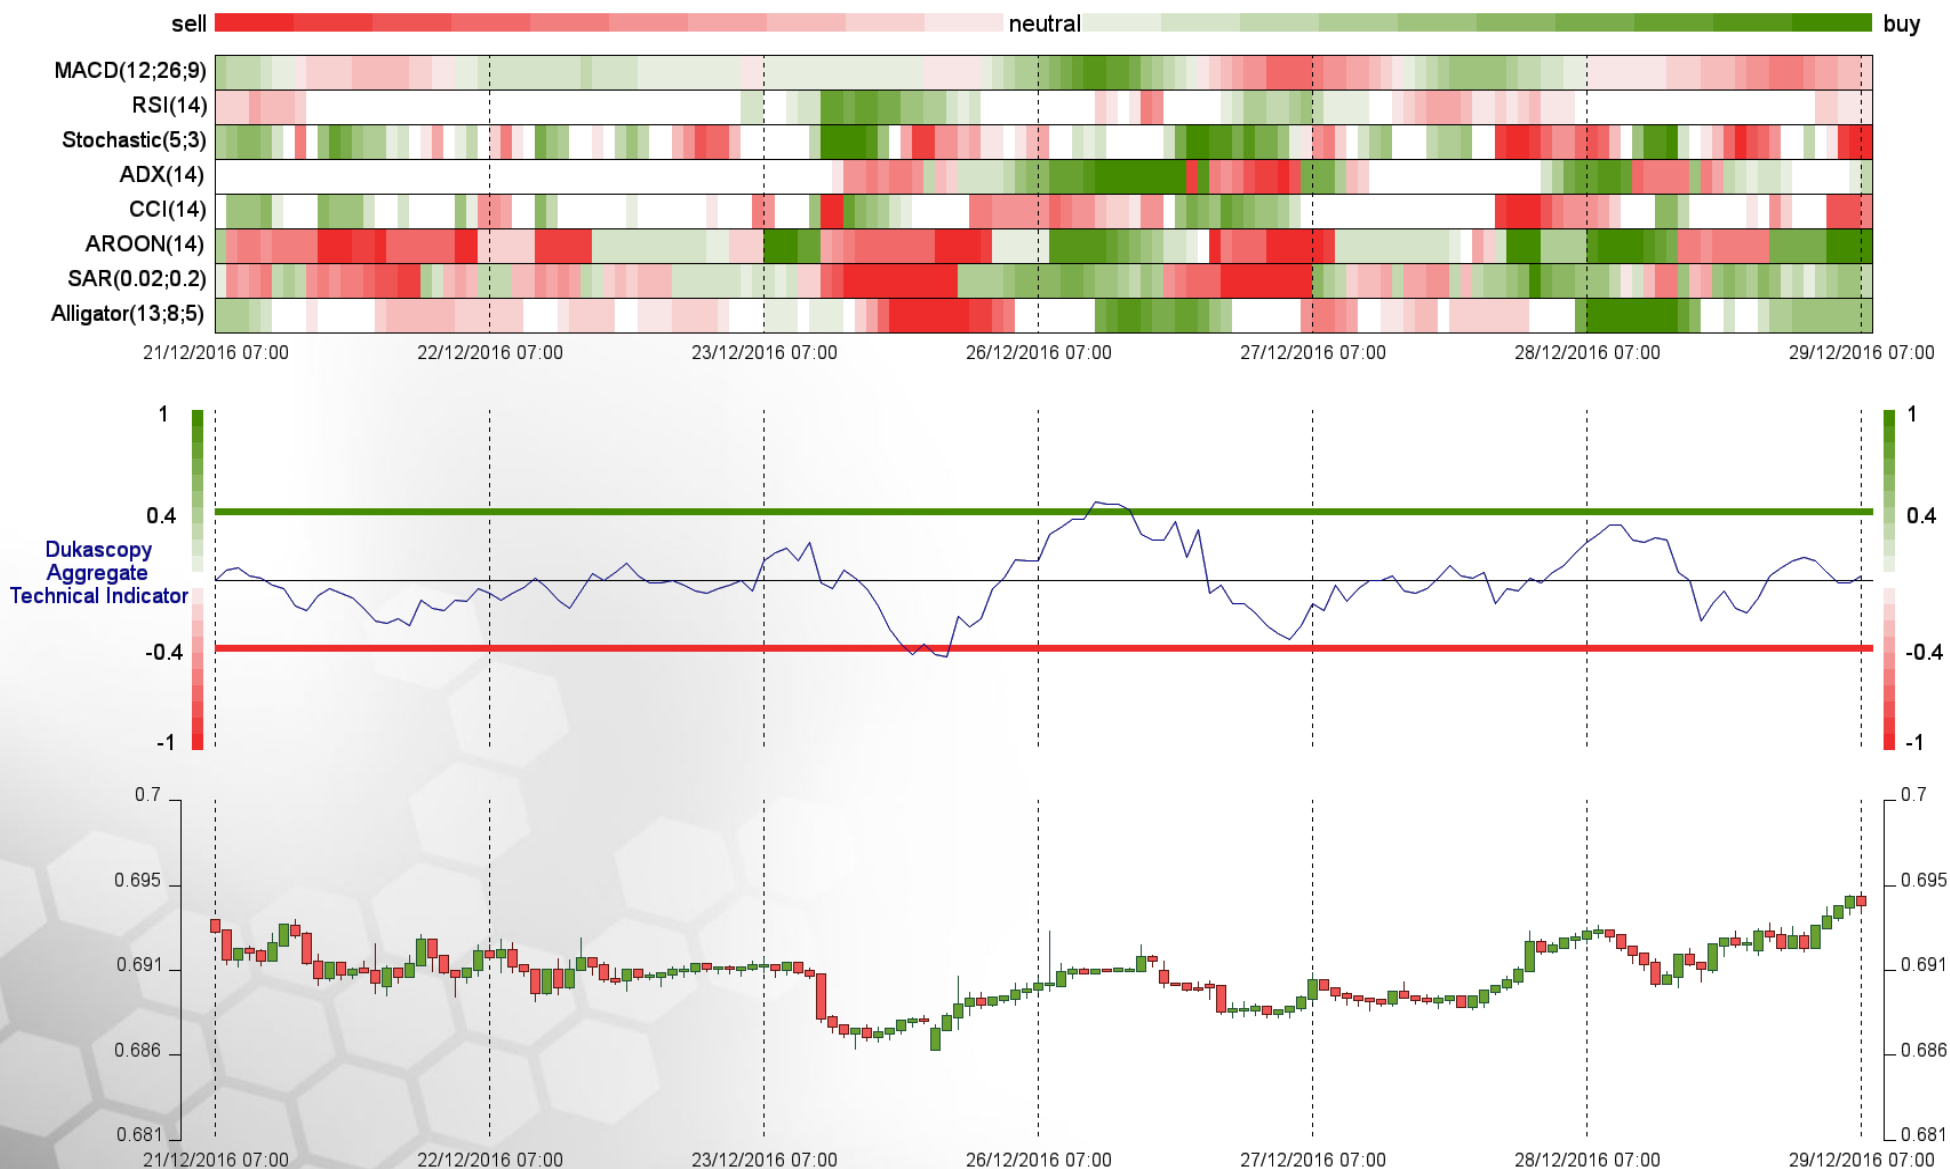 sell neutral buy
MACD(12;26;9)
RSI(14)
Stochastic(5;3)
ADX(14)
CCI(14)
AROON(14)
SAR(0.02;0.2)
Alligator(13;8;5)
21/12/2016 07:00 22/12/2016 07:00 23/12/2016 07:00 26/12/2016 07:00 27/12/2016 07:00 28/12/2016 07:00 29/12/2016 07:00
1 1
0.4 0.4
Dukascopy
Aggregate
Technical Indicator
-0.4 -0.4
-1 -1
0.7 0.7
0.695 0.695
0.691 0.691
0.686 0.686
0.681 0.681
21/12/2016 07:00 22/12/2016 07:00 23/12/2016 07:00 26/12/2016 07:00 27/12/2016 07:00 28/12/2016 07:00 29/12/2016 07:00